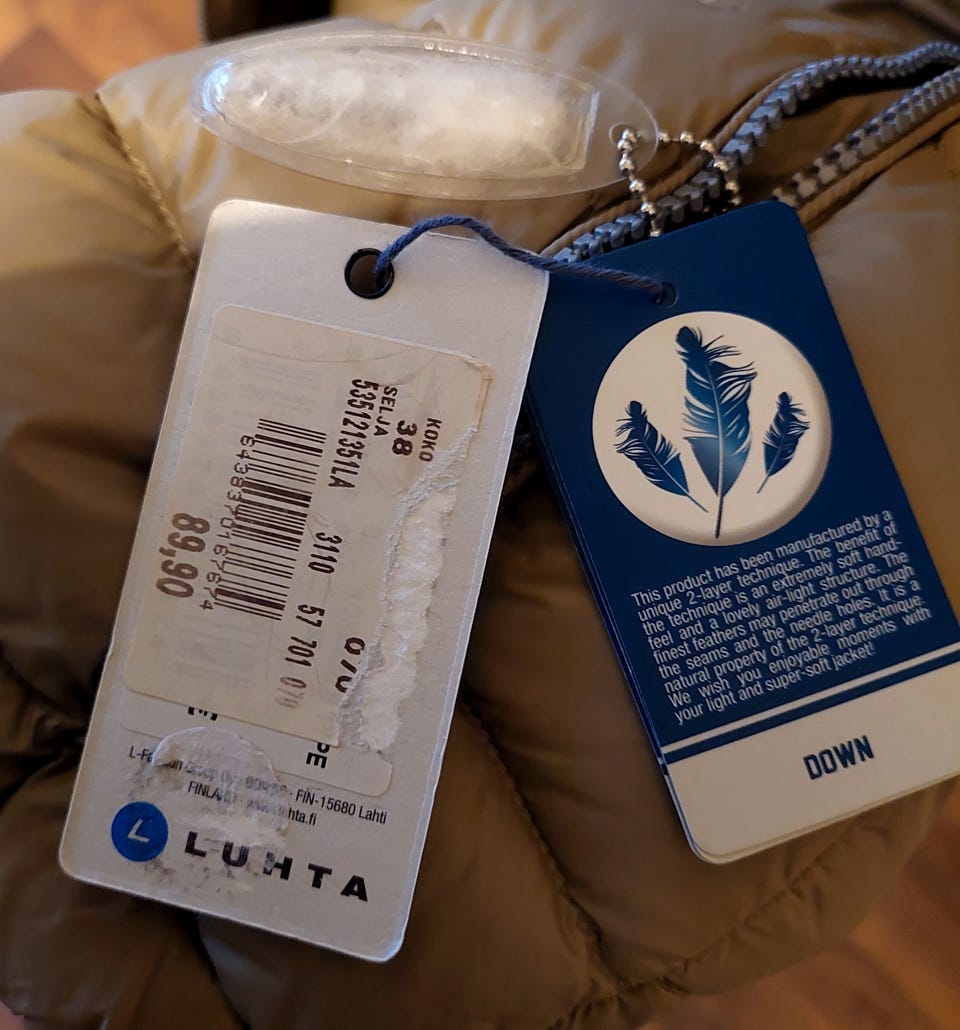 KOKO
38
SELJA
535121351LA 3110 57 701 070
070
6438370167674
89,90
PE
FIN-15680 Lahti
FINLAND
L LUHTA
This product has been manufactured by a
unique 2-layer technique. The benefit of
the technique is an extremely soft hand-
feel and a lovely air-light structure. The
finest feathers may penetrate out through
the seams and the needle holes. It is a
natural property of the 2-layer technique.
We wish you enjoyable moments with
your light and super-soft jacket!
DOWN